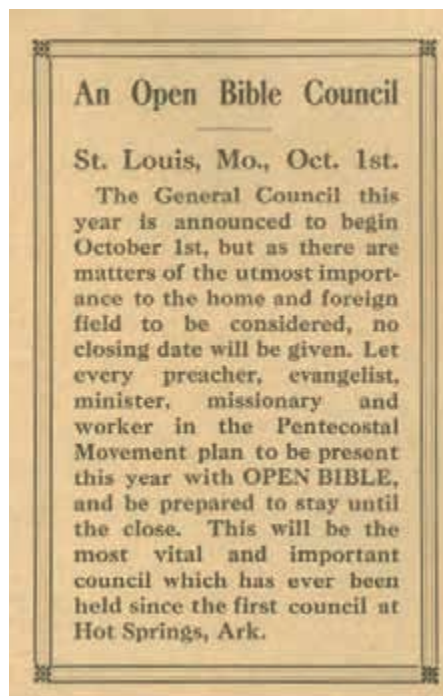 An Open Bible Council
St. Louis, Mo., Oct. 1st.
The General Council this
year is announced to begin
October 1st, but as there are
matters of the utmost import-
ance to the home and foreign
field to be considered, no
closing date will be given. Let
every preacher, evangelist,
minister, missionary and
worker in the Pentecostal
Movement plan to be present
this year with OPEN BIBLE,
and be prepared to stay until
the close. This will be the
most vital and important
council which has ever been
held since the first council at
Hot Springs, Ark.